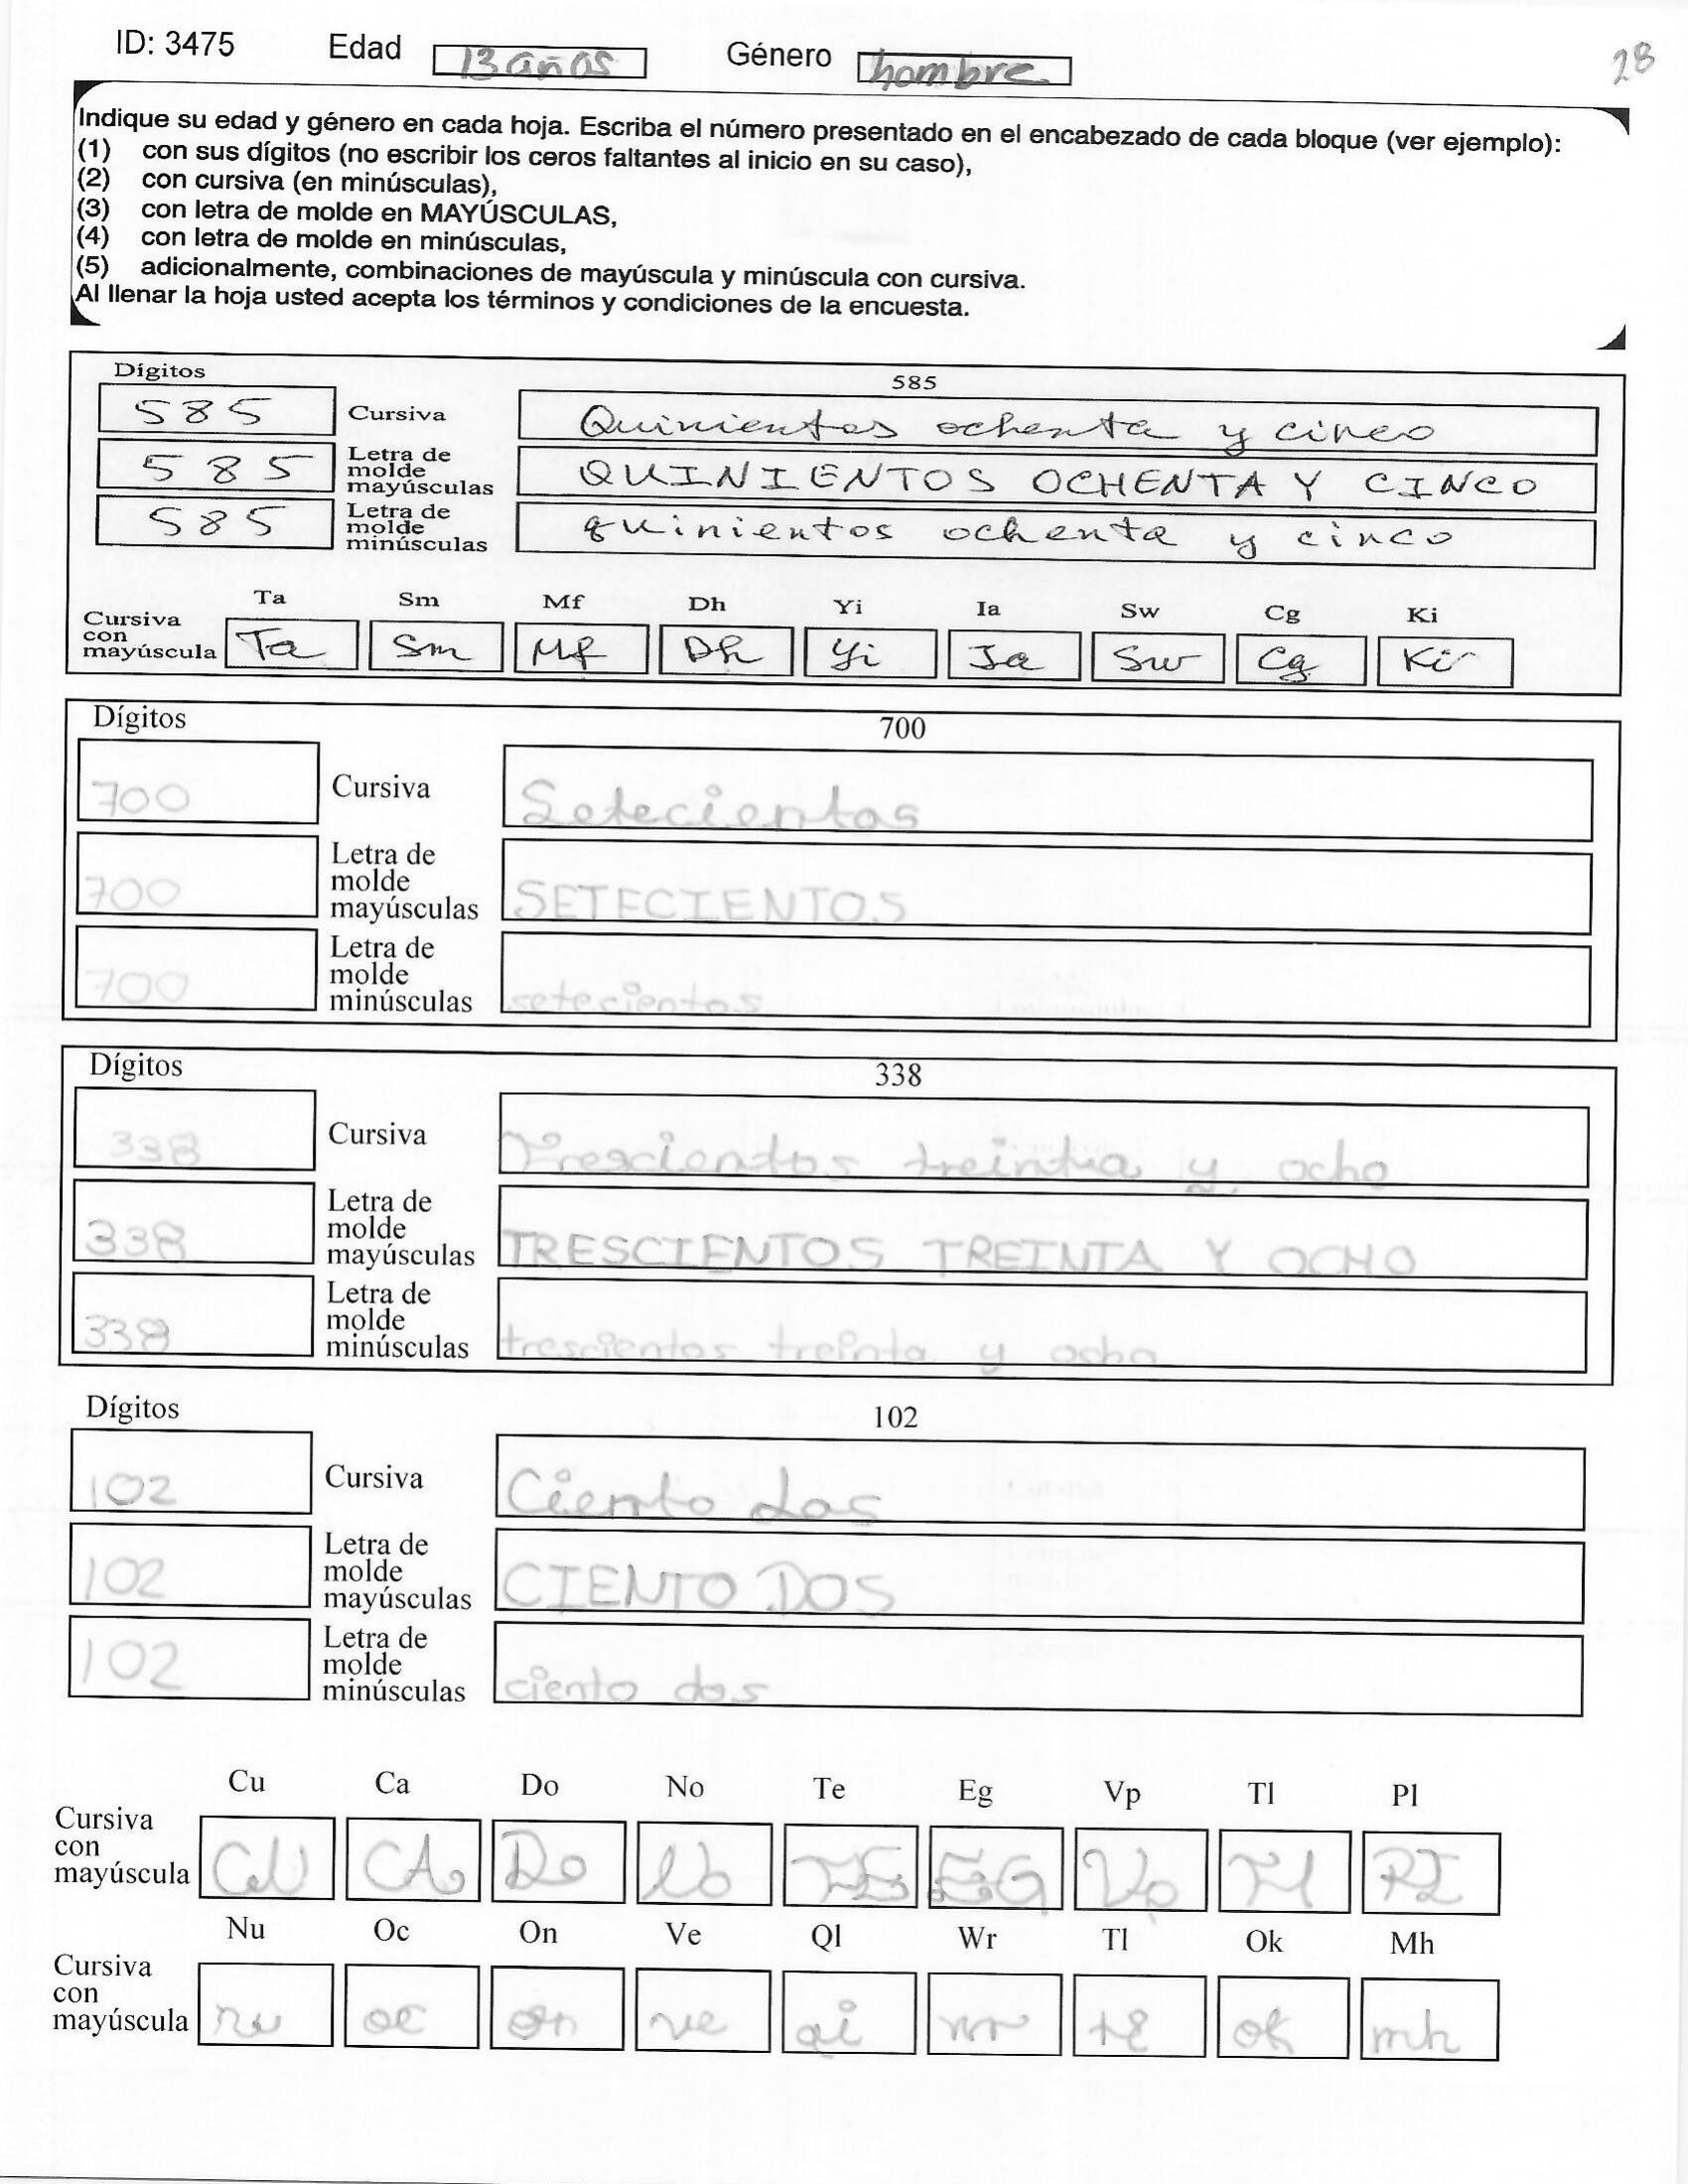 ID: 3475 Edad 13 años Género hombre 28
Indique su edad y género en cada hoja. Escriba el número presentado en el encabezado de cada bloque (ver ejemplo):
(1) con sus dígitos (no escribir los ceros faltantes al inicio en su caso),
(2) con cursiva (en minúsculas),
(3) con letra de molde en MAYÚSCULAS,
(4) con letra de molde en minúsculas,
(5) adicionalmente, combinaciones de mayúscula y minúscula con cursiva.
Al llenar la hoja usted acepta los términos y condiciones de la encuesta.
Dígitos 585
585 Cursiva Quinientos ochenta y cinco
585 Letra de molde mayúsculas QUINIENTOS OCHENTA Y CINCO
585 Letra de molde minúsculas quinientos ochenta y cinco
Ta Sm Mf Dh Yi Ia Sw Cg Ki
Cursiva con mayúscula Ta Sm Mf Dh Yi Ia Sw Cg Ki
Dígitos 700
700 Cursiva Setecientos
700 Letra de molde mayúsculas SETECIENTOS
700 Letra de molde minúsculas setecientos
Dígitos 338
338 Cursiva Trescientos treinta y ocho
338 Letra de molde mayúsculas TRESCIENTOS TREINTA Y OCHO
338 Letra de molde minúsculas trescientos treinta y ocho
Dígitos 102
102 Cursiva Ciento dos
102 Letra de molde mayúsculas CIENTO DOS
102 Letra de molde minúsculas ciento dos
Cu Ca Do No Te Eg Vp Tl Pl
Cursiva con mayúscula CU CA Do No TE EG Vp Tl PI
Nu Oc On Ve Ql Wr Tl Ok Mh
Cursiva con mayúscula nu oc on ve qi wr tl ok mh